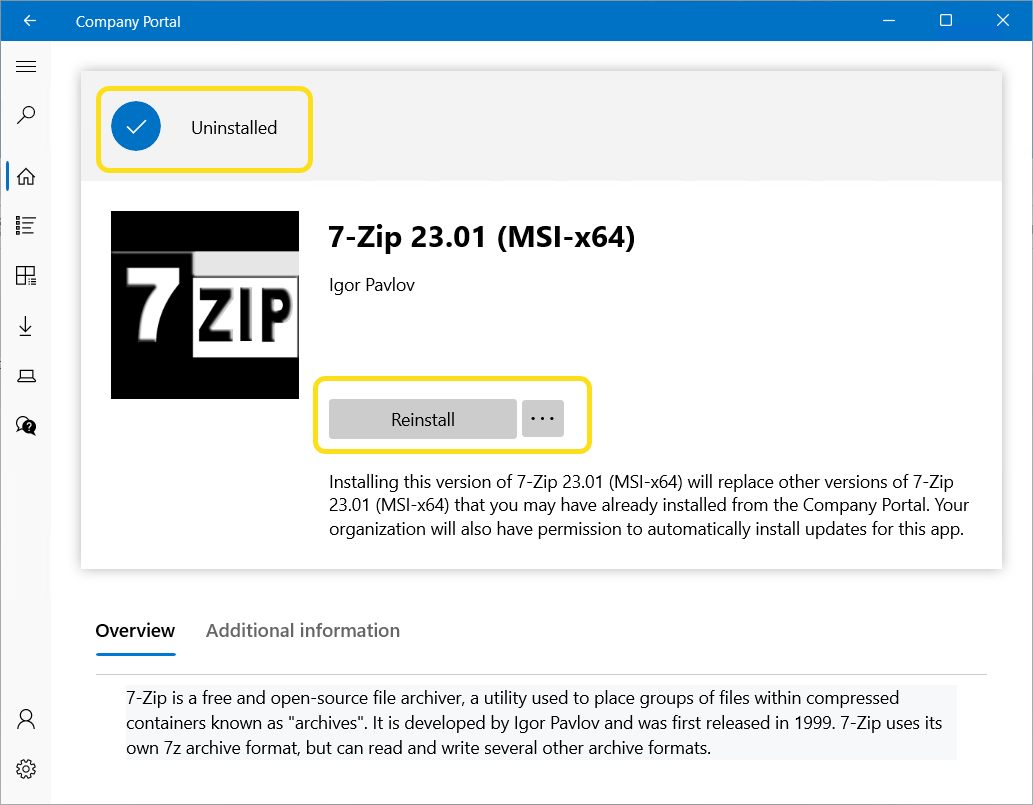 Company Portal
Uninstalled
7 ZIP
7-Zip 23.01 (MSI-x64)
Igor Pavlov
Reinstall
Installing this version of 7-Zip 23.01 (MSI-x64) will replace other versions of 7-Zip
23.01 (MSI-x64) that you may have already installed from the Company Portal. Your
organization will also have permission to automatically install updates for this app.
Overview Additional information
7-Zip is a free and open-source file archiver, a utility used to place groups of files within compressed
containers known as "archives". It is developed by Igor Pavlov and was first released in 1999. 7-Zip uses its
own 7z archive format, but can read and write several other archive formats.